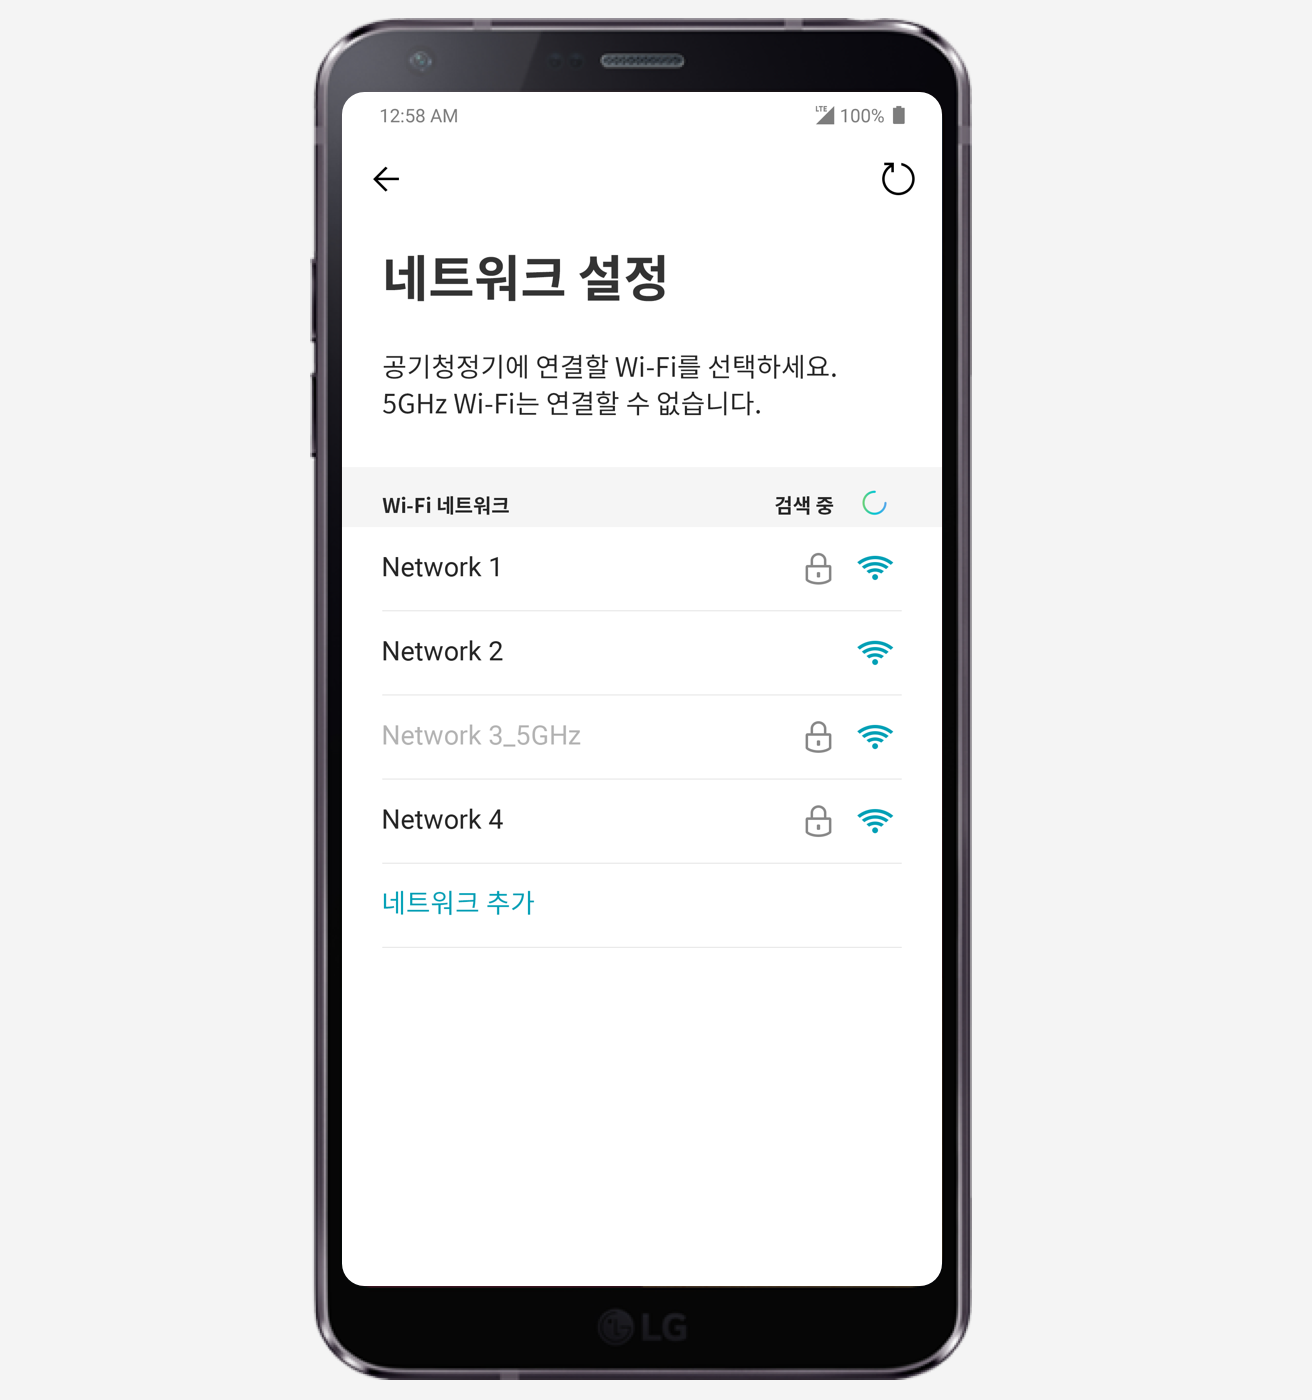 12:58 AM
LTE 100%
네트워크 설정
공기청정기에 연결할 Wi-Fi를 선택하세요.
5GHz Wi-Fi는 연결할 수 없습니다.
Wi-Fi 네트워크 검색 중
Network 1
Network 2
Network 3_5GHz
Network 4
네트워크 추가
LG